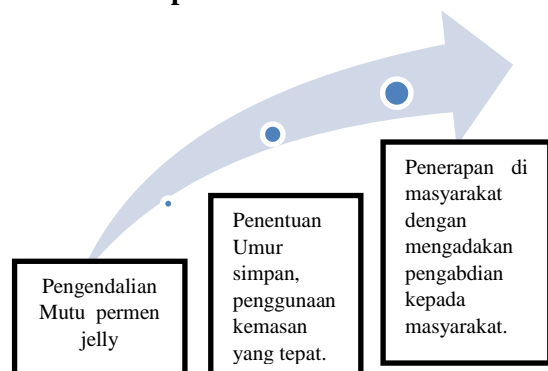 Pengendalian
Mutu permen
jelly
Penentuan
Umur
simpan,
penggunaan
kemasan
yang tepat.
Penerapan di
masyarakat
dengan
mengadakan
pengabdian
kepada
masyarakat.